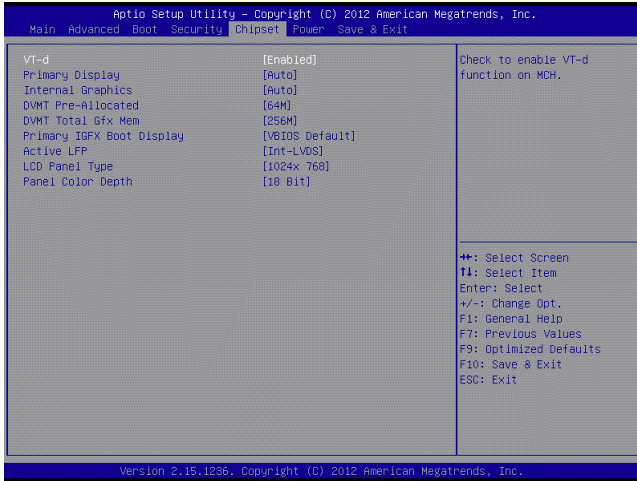 Aptio Setup Utility – Copyright (C) 2012 American Megatrends, Inc.
Main Advanced Boot Security Chipset Power Save & Exit
VT-d [Enabled]
Primary Display [Auto]
Internal Graphics [Auto]
DVMT Pre-Allocated [64M]
DVMT Total Gfx Mem [256M]
Primary IGFX Boot Display [VBIOS Default]
Active LFP [Int-LVDS]
LCD Panel Type [1024x 768]
Panel Color Depth [18 Bit]
Check to enable VT-d
function on MCH.
→←: Select Screen
↑↓: Select Item
Enter: Select
+/-: Change Opt.
F1: General Help
F7: Previous Values
F9: Optimized Defaults
F10: Save & Exit
ESC: Exit
Version 2.15.1236. Copyright (C) 2012 American Megatrends, Inc.